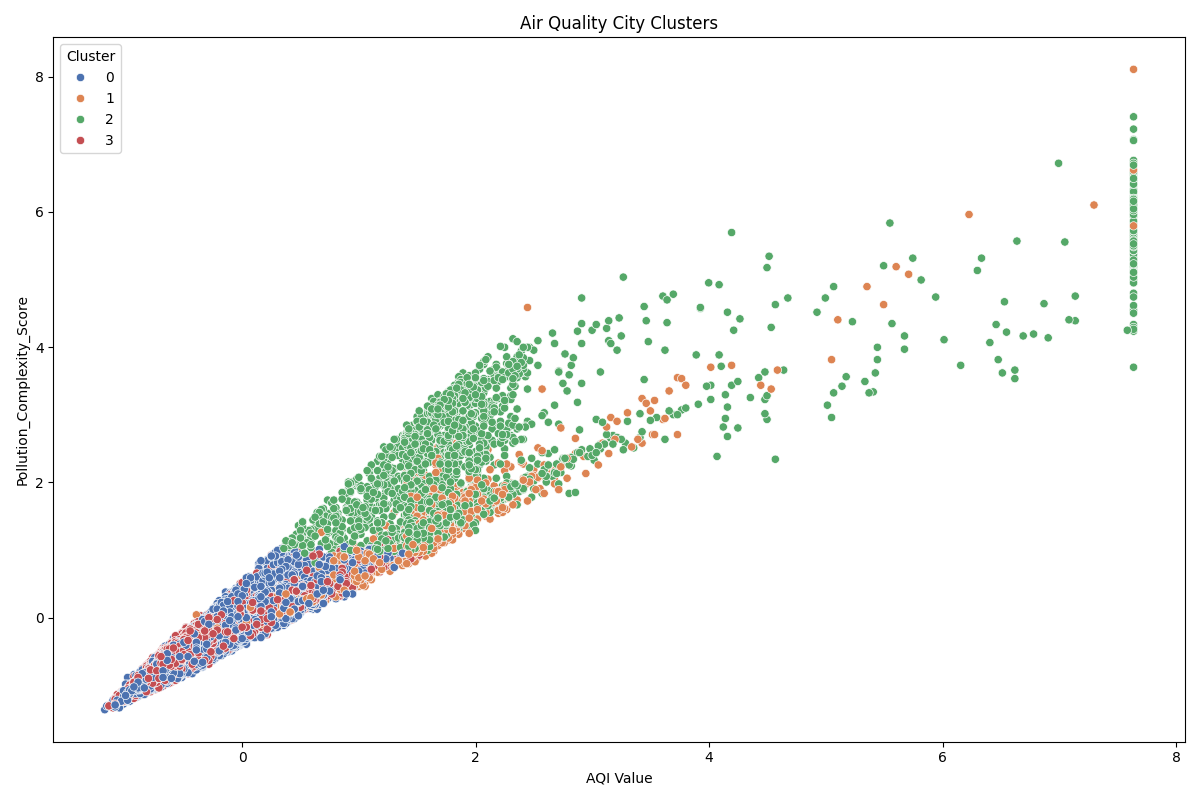 Air Quality City Clusters
Cluster
0
1
2
3
Pollution_Complexity_Score
8
6
4
2
0
0 2 4 6 8
AQI Value